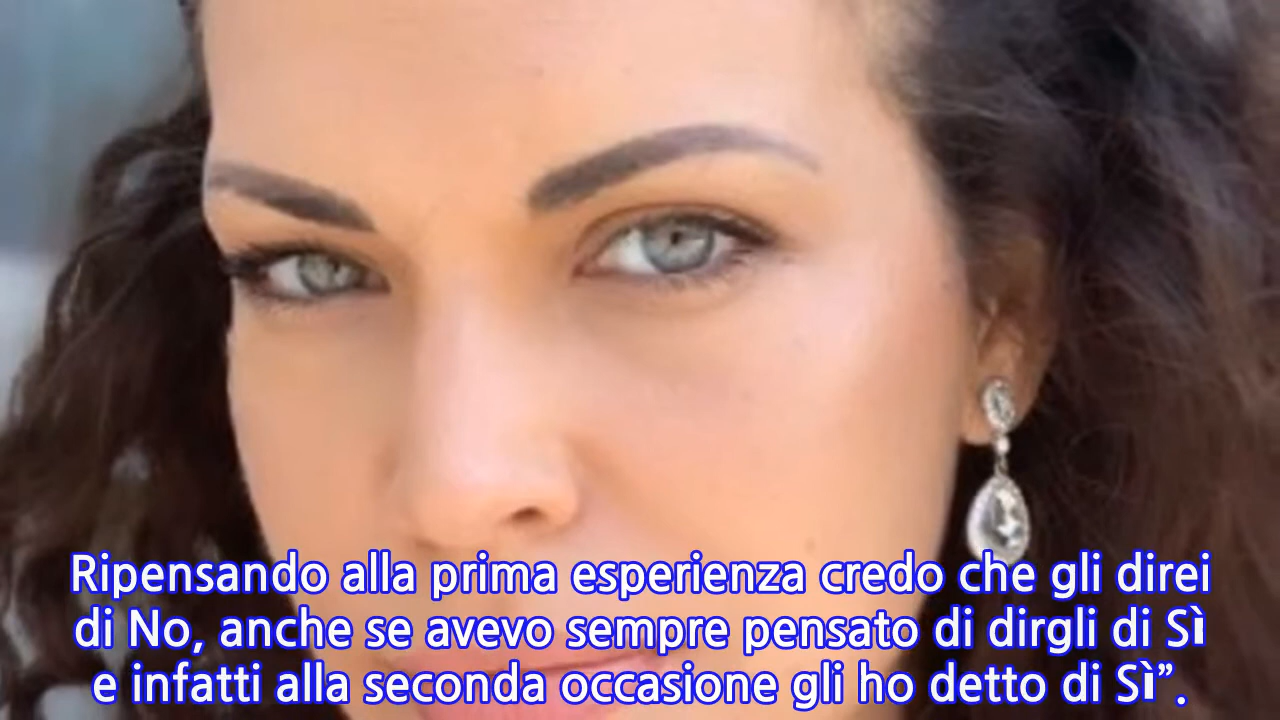 Ripensando alla prima esperienza credo che gli direi
di No, anche se avevo sempre pensato di dirgli di Sì
e infatti alla seconda occasione gli ho detto di Sì”.